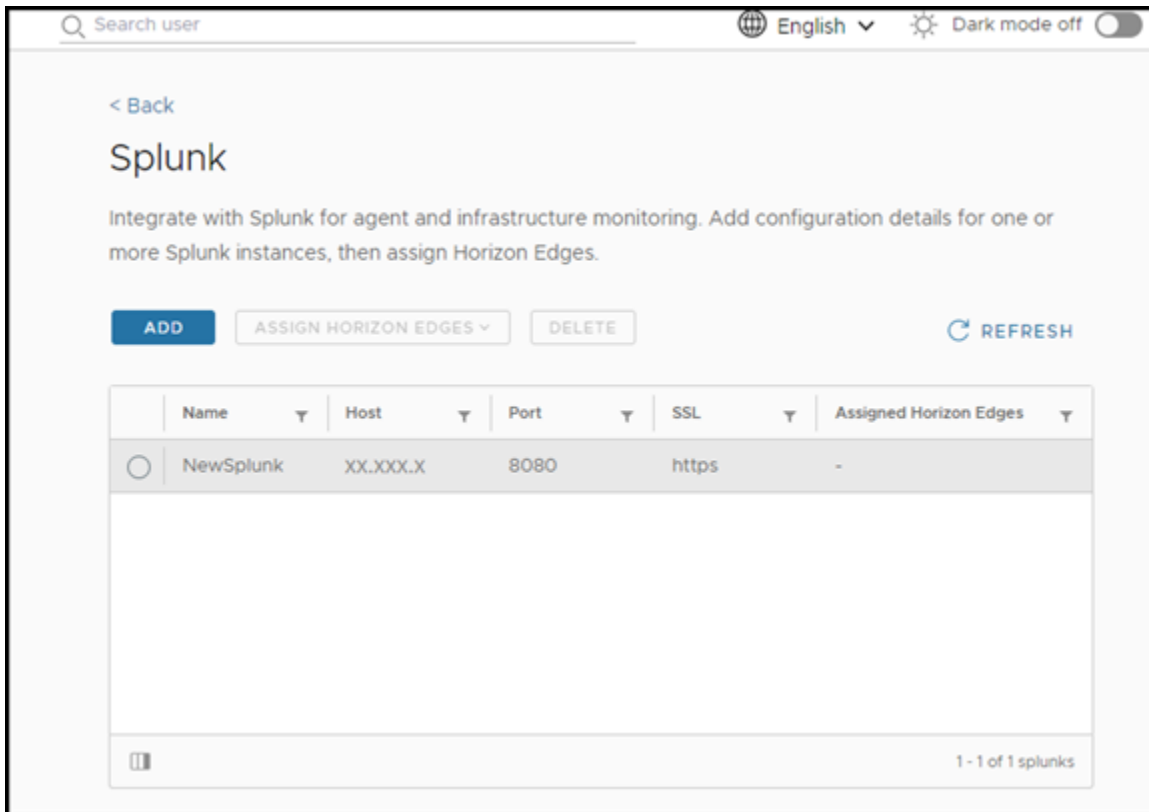 Search user English Dark mode off
< Back
Splunk
Integrate with Splunk for agent and infrastructure monitoring. Add configuration details for one or
more Splunk instances, then assign Horizon Edges.
ADD ASSIGN HORIZON EDGES DELETE REFRESH
Name Host Port SSL Assigned Horizon Edges
NewSplunk XX.XXX.X 8080 https -
1 - 1 of 1 splunks